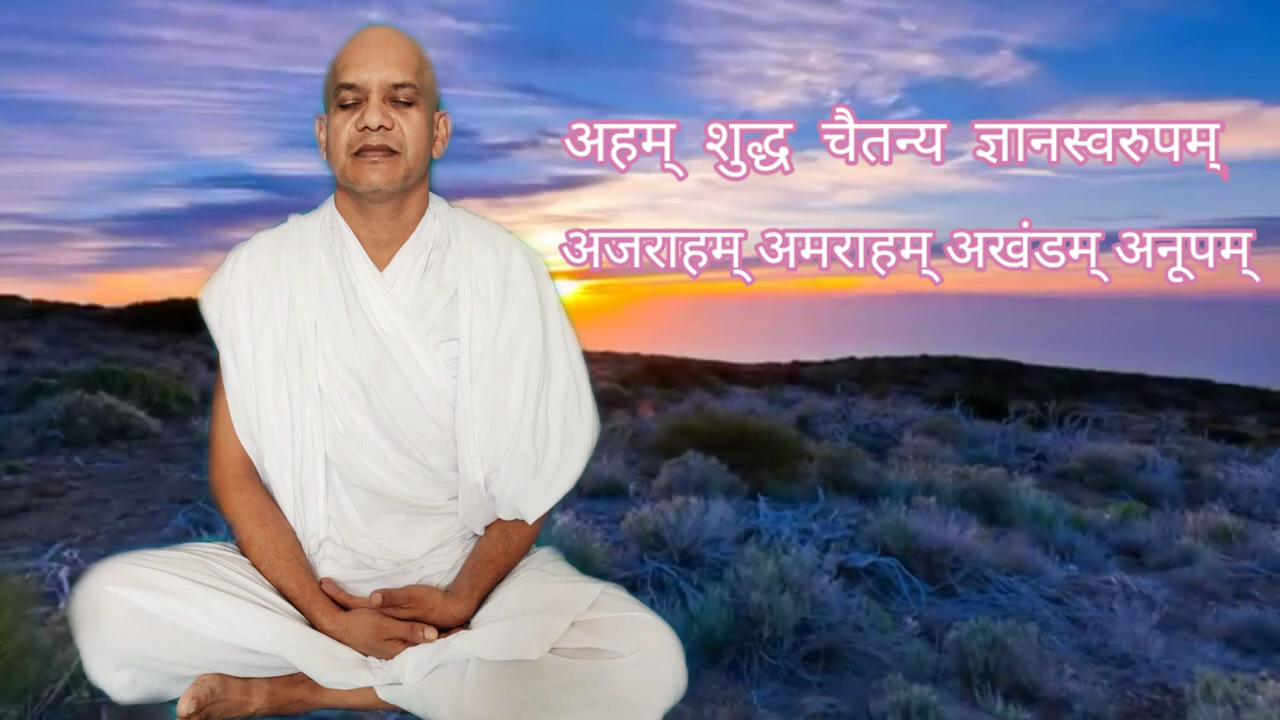 अहम् शुद्ध चैतन्य ज्ञानस्वरुपम्
अजराहम् अमराहम् अखंडम् अनूपम्